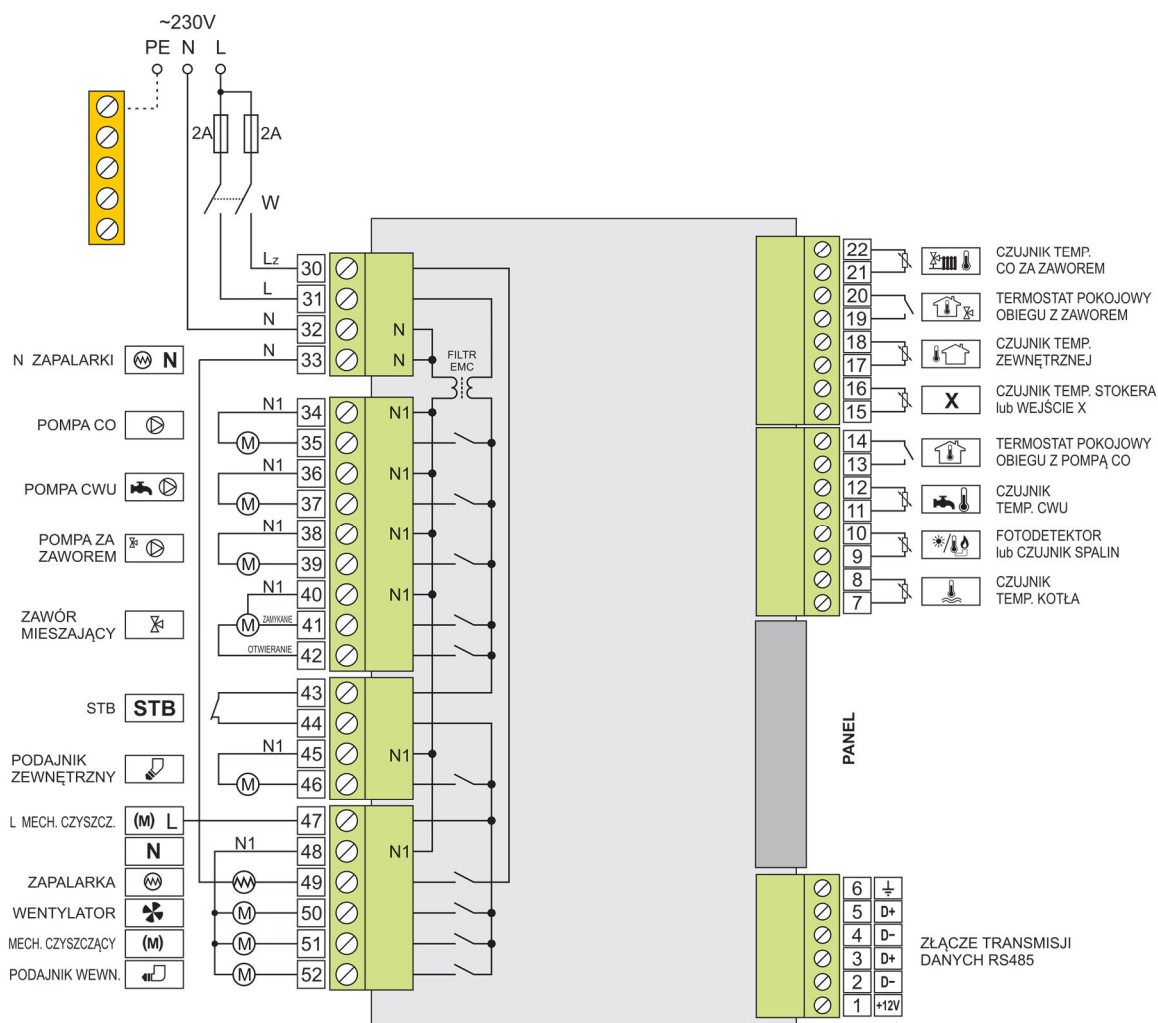 ~230V
PE N L
2A 2A
W
Lz 30
L 31
N 32 N
N ZAPALARKI N N 33 N
FILTR
EMC
POMPA CO N1 34 N1
M 35
POMPA CWU N1 36 N1
M 37
POMPA ZA
ZAWOREM
N1 38 N1
M 39
ZAWÓR
MIESZAJĄCY
N1 40 N1
M ZAMYKANIE 41
OTWIERANIE 42
STB STB 43
44
PODAJNIK
ZEWNĘTRZNY
N1 45 N1
M 46
L MECH. CZYSZCZ. (M) L 47
N N1 48 N1
ZAPALARKA 49
WENTYLATOR M 50
MECH. CZYSZCZĄCY (M) M 51
PODAJNIK WEWN. M 52
22
21
CZUJNIK TEMP.
CO ZA ZAWOREM
20
19
TERMOSTAT POKOJOWY
OBIEGU Z ZAWOREM
18
17
CZUJNIK TEMP.
ZEWNĘTRZNEJ
16
15
X
CZUJNIK TEMP. STOKERA
lub WEJŚCIE X
14
13
TERMOSTAT POKOJOWY
OBIEGU Z POMPĄ CO
12
11
CZUJNIK
TEMP. CWU
10
9
FOTODETEKTOR
lub CZUJNIK SPALIN
8
7
CZUJNIK
TEMP. KOTŁA
PANEL
6
5 D+
4 D-
3 D+
2 D-
1 +12V
ZŁĄCZE TRANSMISJI
DANYCH RS485